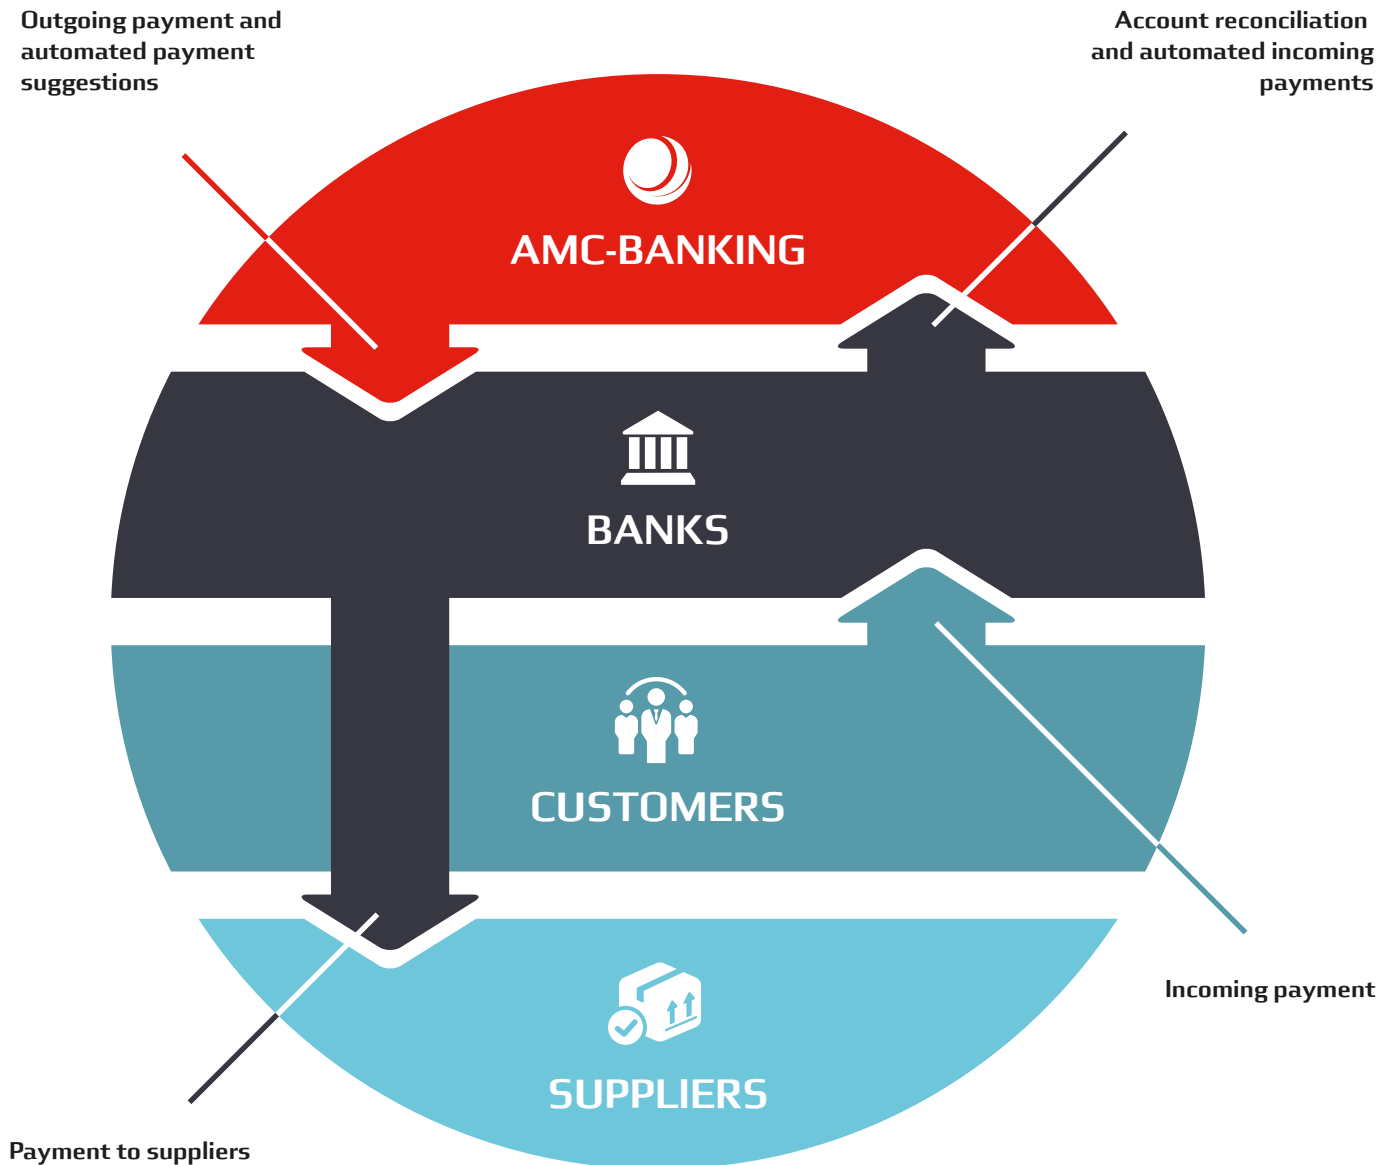 Outgoing payment and
automated payment
suggestions
Account reconciliation
and automated incoming
payments
AMC-BANKING
BANKS
CUSTOMERS
Incoming payment
SUPPLIERS
Payment to suppliers